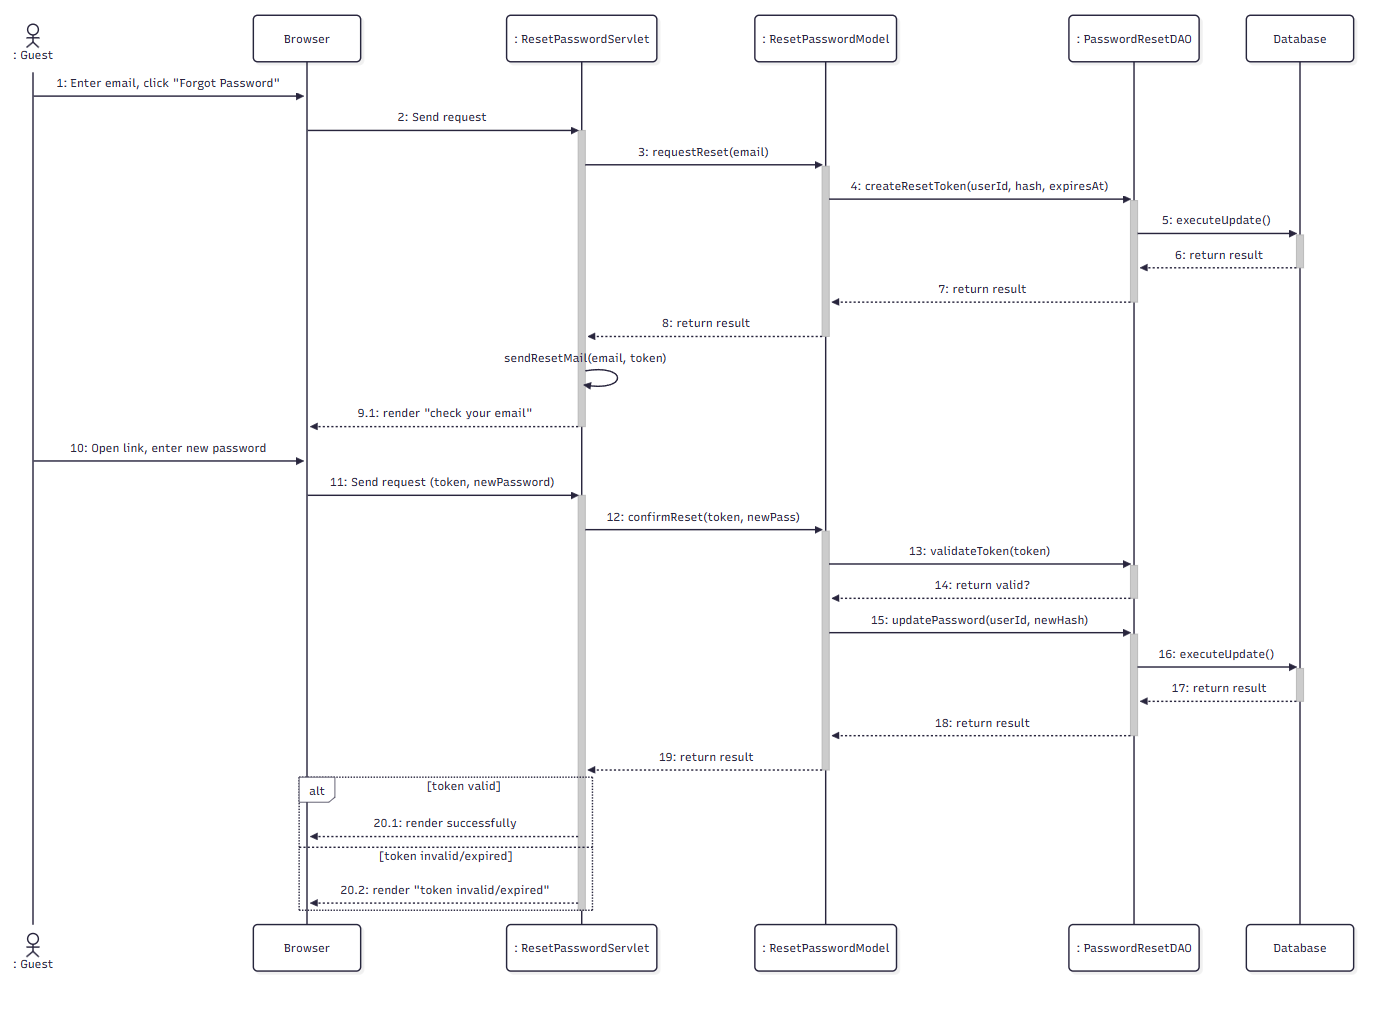 : Guest
Browser
: ResetPasswordServlet
: ResetPasswordModel
: PasswordResetDAO
Database
1: Enter email, click "Forgot Password"
2: Send request
3: requestReset(email)
4: createResetToken(userId, hash, expiresAt)
5: executeUpdate()
6: return result
7: return result
8: return result
sendResetMail(email, token)
9.1: render "check your email"
10: Open link, enter new password
11: Send request (token, newPassword)
12: confirmReset(token, newPass)
13: validateToken(token)
14: return valid?
15: updatePassword(userId, newHash)
16: executeUpdate()
17: return result
18: return result
19: return result
alt
[token valid]
20.1: render successfully
[token invalid/expired]
20.2: render "token invalid/expired"
: Guest
Browser
: ResetPasswordServlet
: ResetPasswordModel
: PasswordResetDAO
Database